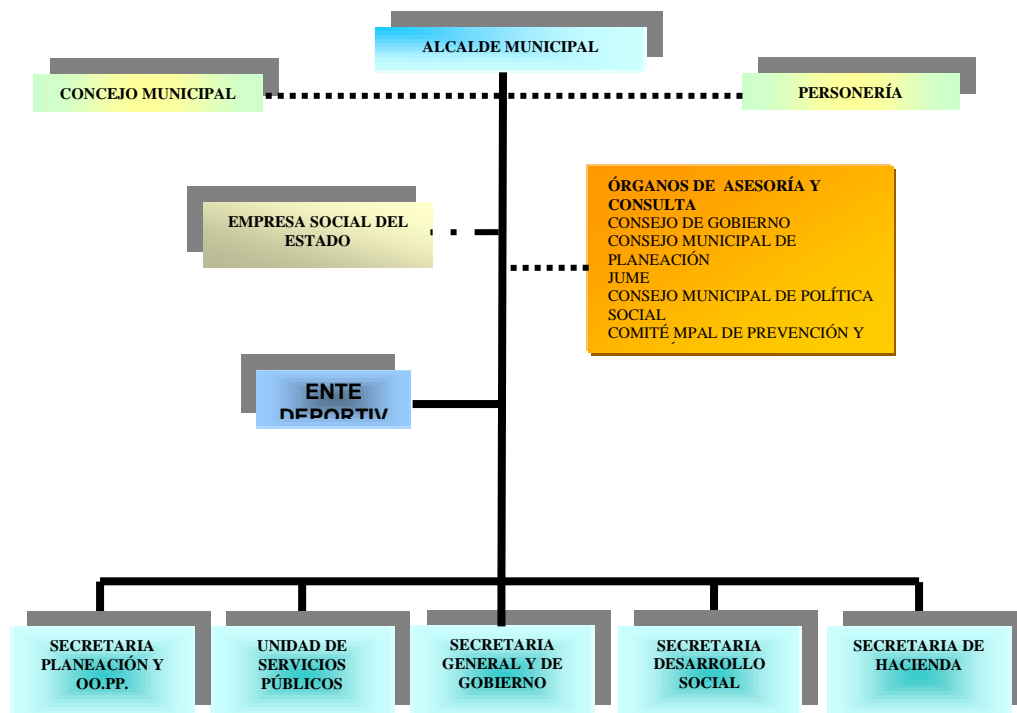 ALCALDE MUNICIPAL
CONCEJO MUNICIPAL
PERSONERÍA
EMPRESA SOCIAL DEL
ESTADO
ÓRGANOS DE ASESORÍA Y
CONSULTA
CONSEJO DE GOBIERNO
CONSEJO MUNICIPAL DE
PLANEACIÓN
JUME
CONSEJO MUNICIPAL DE POLÍTICA
SOCIAL
COMITÉ MPAL DE PREVENCIÓN Y
ENTE
DEPORTIV
SECRETARIA
PLANEACIÓN Y
OO.PP.
UNIDAD DE
SERVICIOS
PÚBLICOS
SECRETARIA
GENERAL Y DE
GOBIERNO
SECRETARIA
DESARROLLO
SOCIAL
SECRETARIA DE
HACIENDA